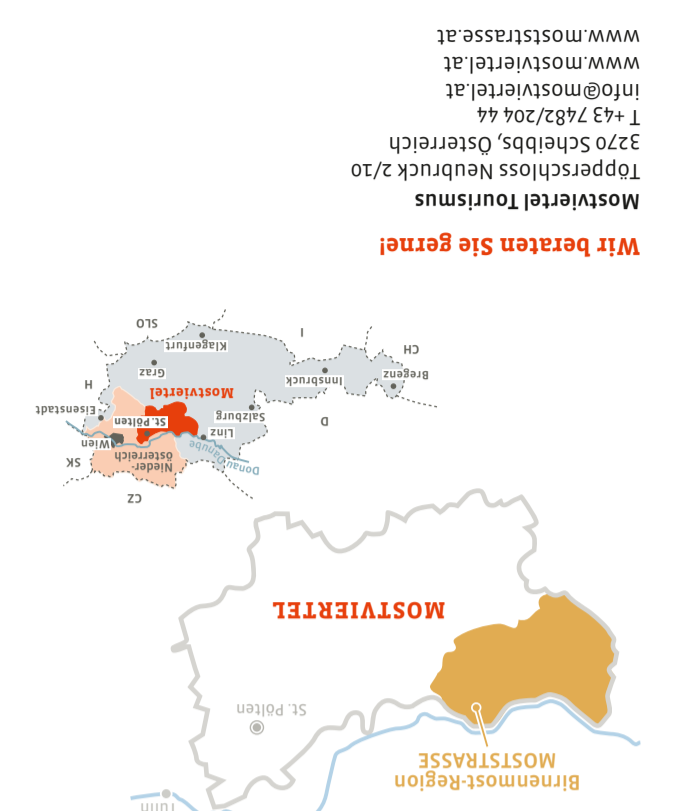 Tulln
Birnenmost-Region
MOSTSTRASSE
St. Pölten
MOSTVIERTEL
CZ
Nieder-
österreich
Donau/Danube
SK
Wien
Linz
St. Pölten
Salzburg
Eisenstadt
D
H
Mostviertel
Bregenz
Innsbruck
Graz
CH
Klagenfurt
I
SLO
Wir beraten Sie gerne!
Mostviertel Tourismus
Töpperschloss Neubruck 2/10
3270 Scheibbs, Österreich
T +43 7482/204 44
info@mostviertel.at
www.mostviertel.at
www.moststrasse.at